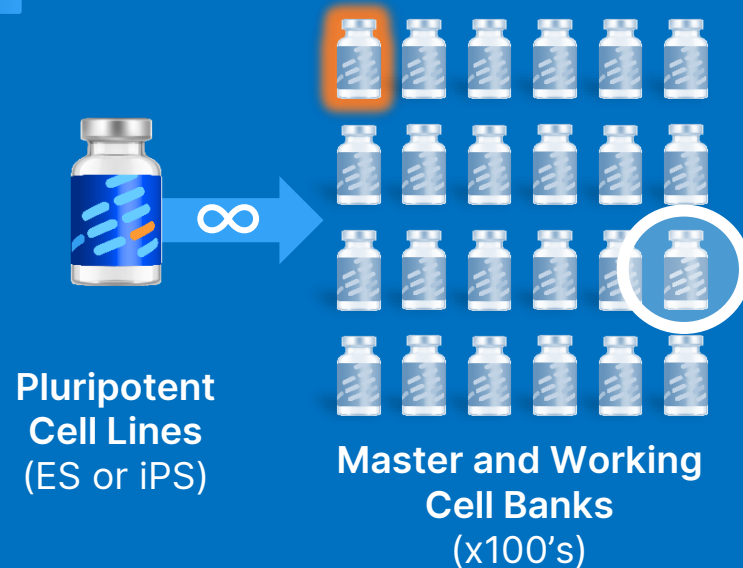 ∞
Pluripotent
Cell Lines
(ES or iPS)
Master and Working
Cell Banks
(x100's)